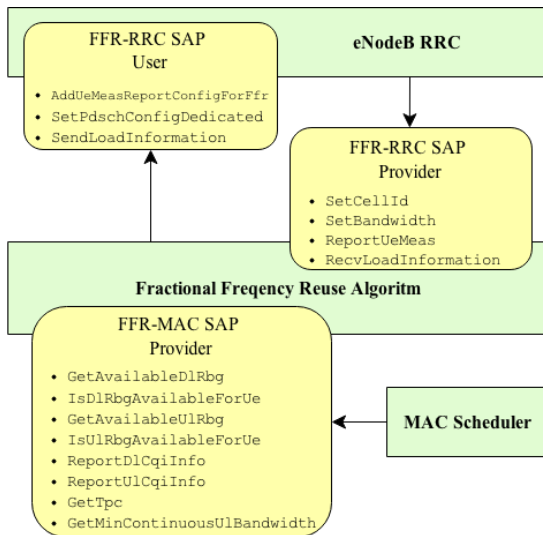 FFR-RRC SAP
User
• AddUeMeasReportConfigForFfr
• SetPdschConfigDedicated
• SendLoadInformation
eNodeB RRC
FFR-RRC SAP
Provider
• SetCellId
• SetBandwidth
• ReportUeMeas
• RecvLoadInformation
Fractional Freqency Reuse Algoritm
FFR-MAC SAP
Provider
• GetAvailableDlRbg
• IsDlRbgAvailableForUe
• GetAvailableUlRbg
• IsUlRbgAvailableForUe
• ReportDlCqiInfo
• ReportUlCqiInfo
• GetTpc
• GetMinContinuousUlBandwidth
MAC Scheduler